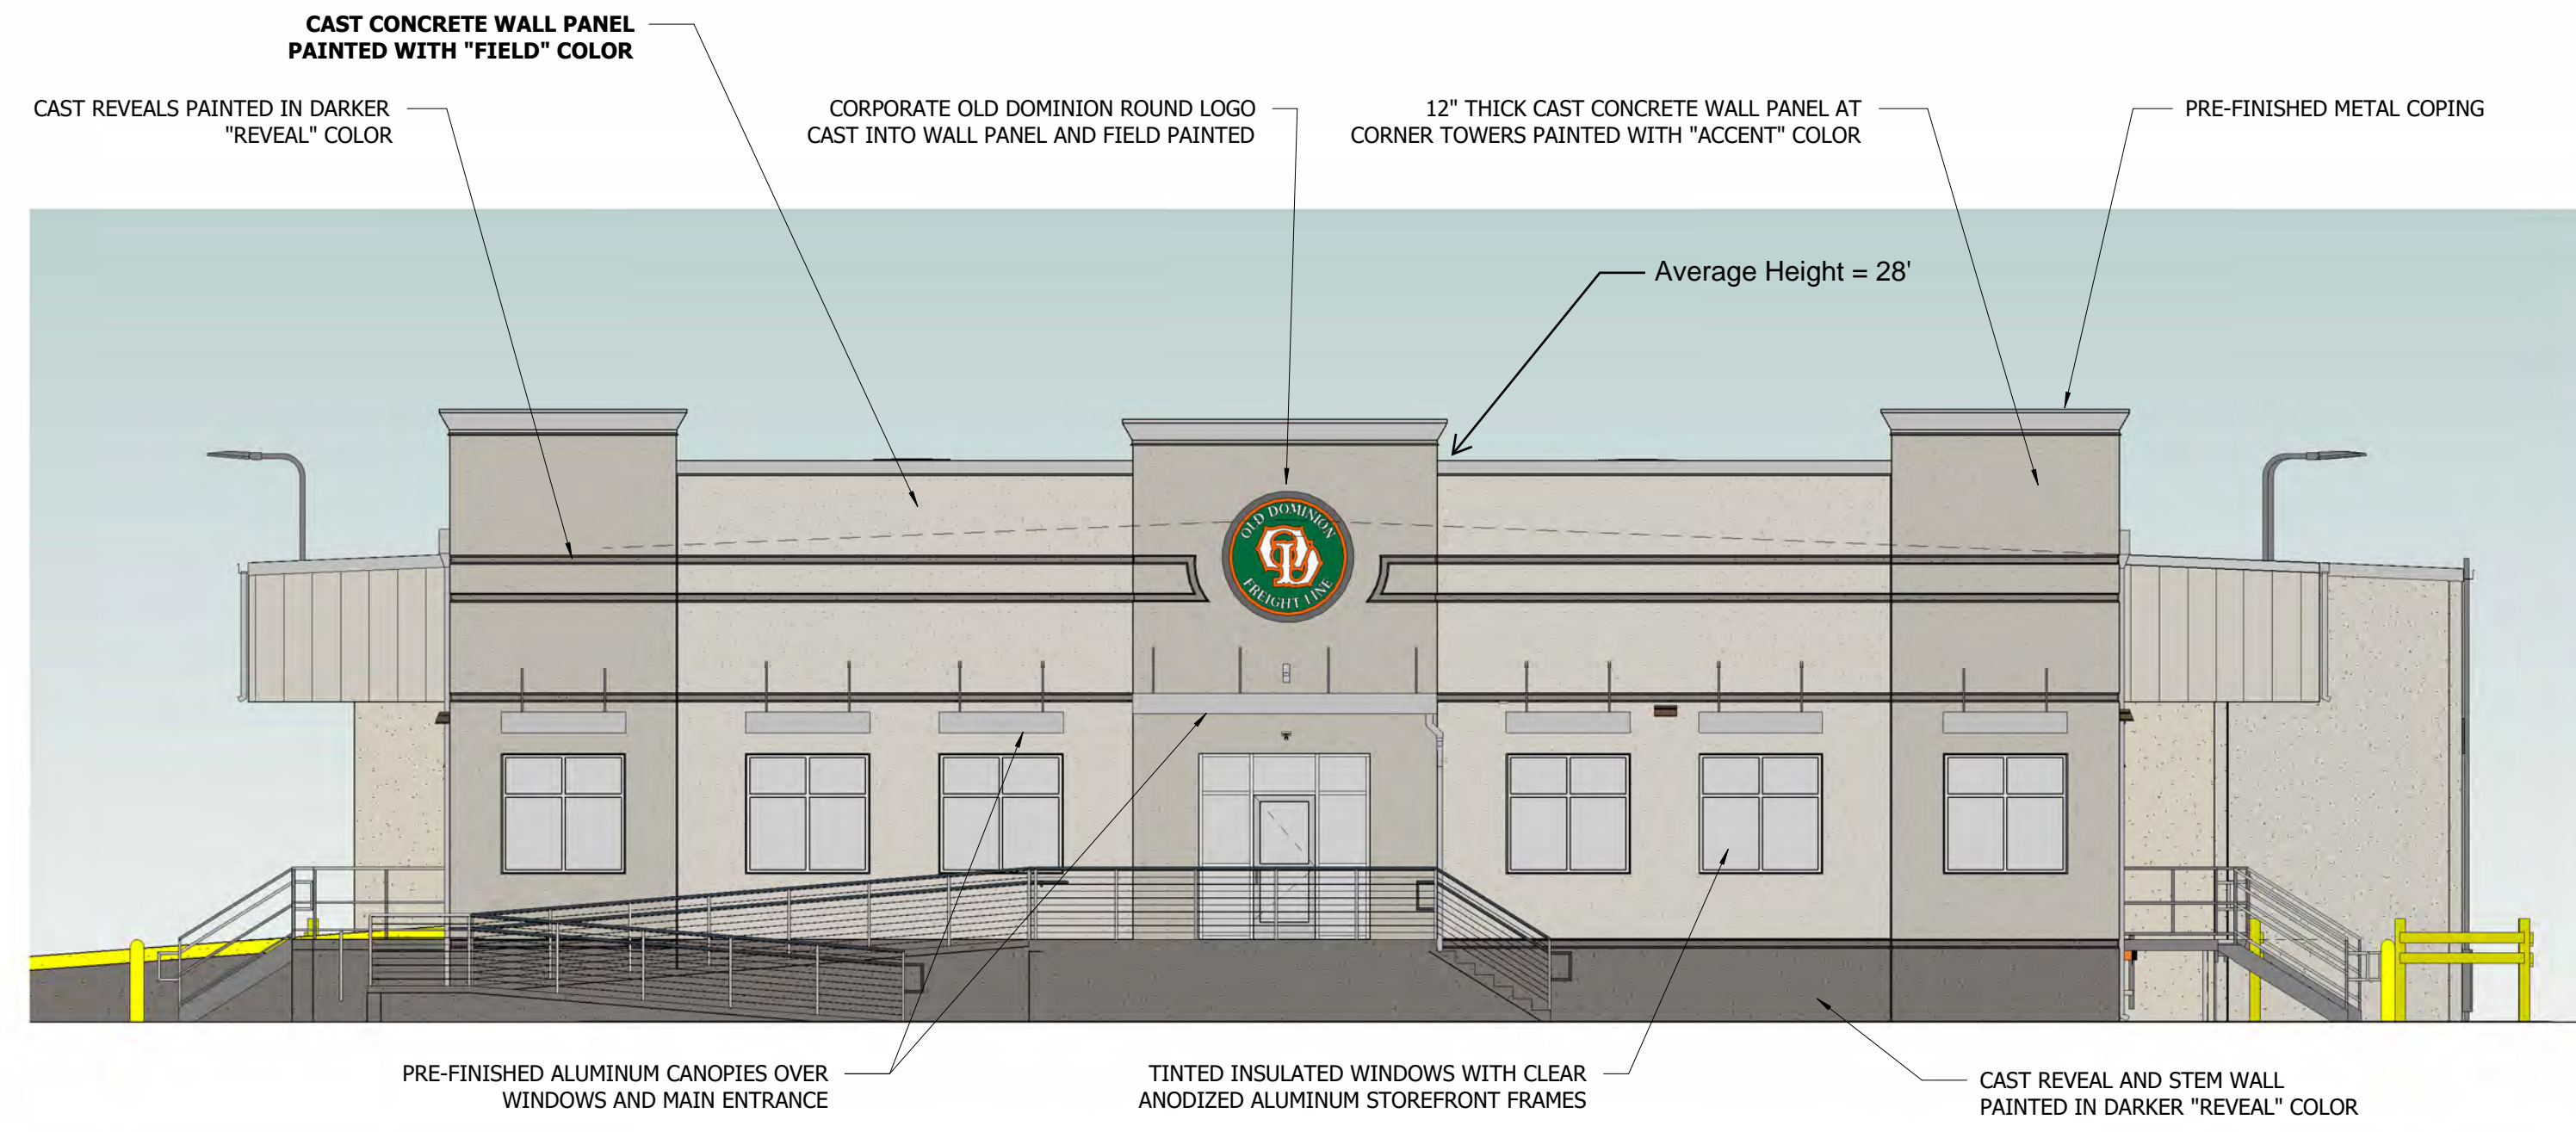 CAST CONCRETE WALL PANEL
PAINTED WITH "FIELD" COLOR
CAST REVEALS PAINTED IN DARKER
"REVEAL" COLOR
CORPORATE OLD DOMINION ROUND LOGO
CAST INTO WALL PANEL AND FIELD PAINTED
12" THICK CAST CONCRETE WALL PANEL AT
CORNER TOWERS PAINTED WITH "ACCENT" COLOR
PRE-FINISHED METAL COPING
Average Height = 28'
OLD DOMINION
OD
FREIGHT LINE
PRE-FINISHED ALUMINUM CANOPIES OVER
WINDOWS AND MAIN ENTRANCE
TINTED INSULATED WINDOWS WITH CLEAR
ANODIZED ALUMINUM STOREFRONT FRAMES
CAST REVEAL AND STEM WALL
PAINTED IN DARKER "REVEAL" COLOR